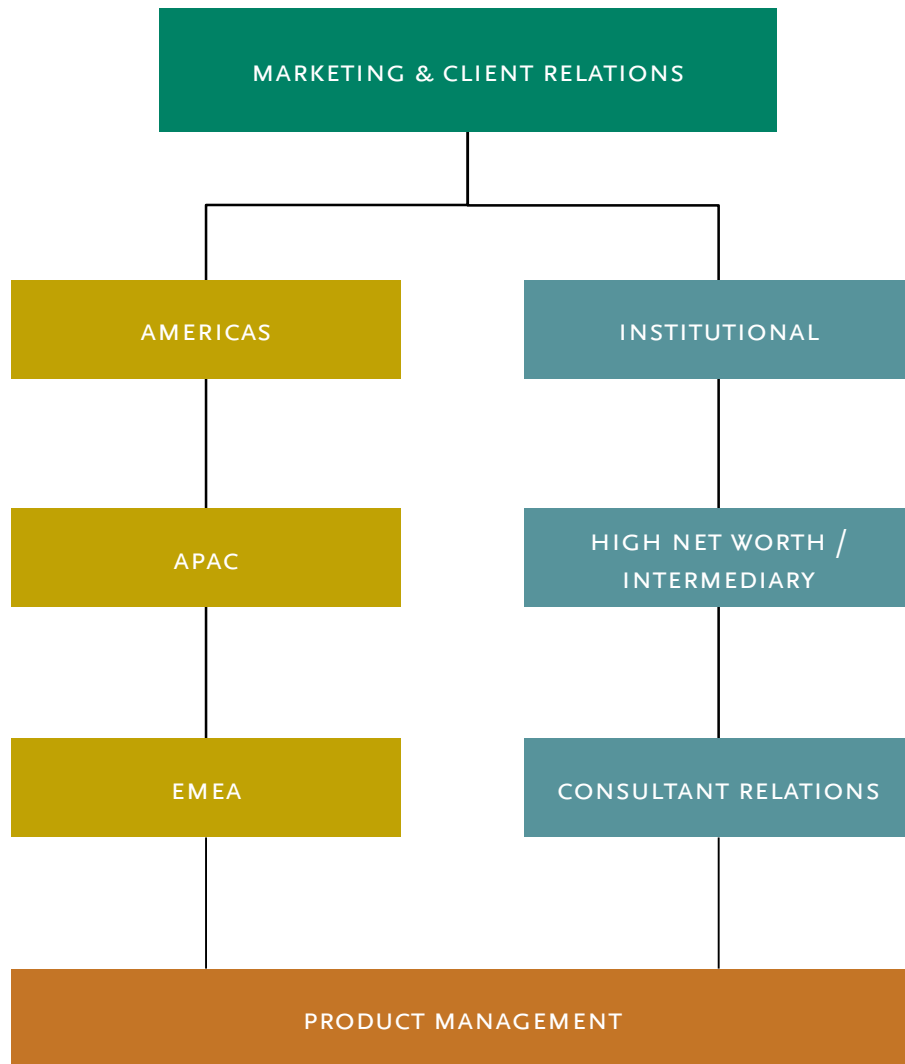 MARKETING & CLIENT RELATIONS
AMERICAS
INSTITUTIONAL
APAC
HIGH NET WORTH /
INTERMEDIARY
EMEA
CONSULTANT RELATIONS
PRODUCT MANAGEMENT